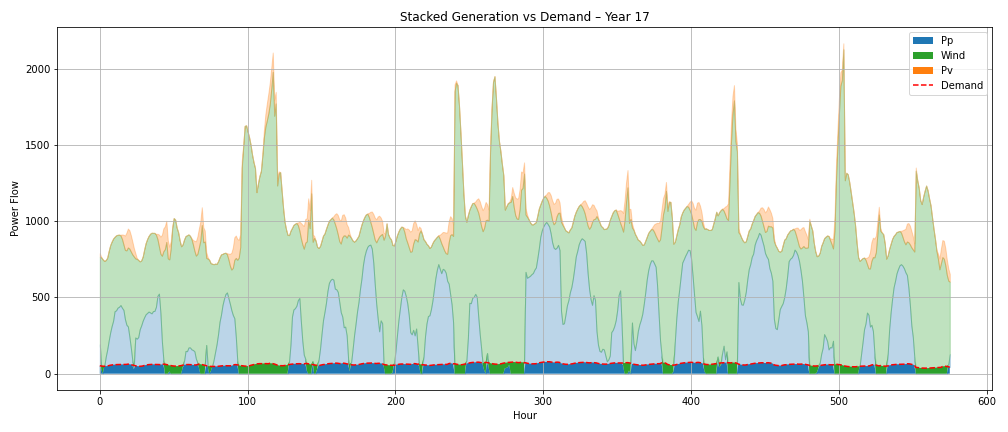 Stacked Generation vs Demand – Year 17
Pp
Wind
Pv
Demand
Power Flow
2000
1500
1000
500
0
0 100 200 300 400 500 600
Hour